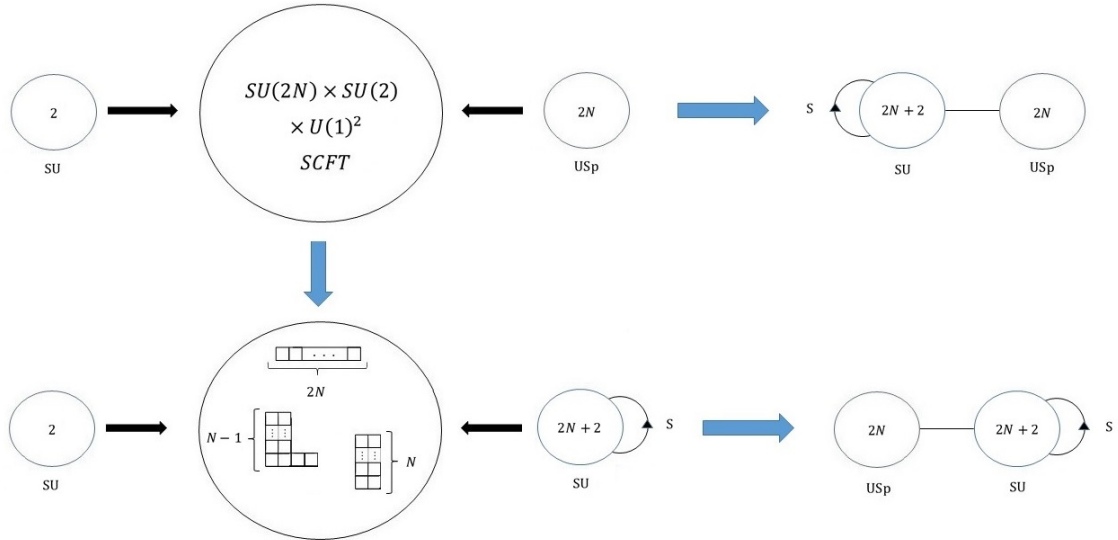 2
SU
SU(2N) × SU(2)
× U(1)²
SCFT
2N
USp
S
2N + 2
SU
2N
USp
2
SU
. . .
2N
N − 1
N
2N + 2
SU
S
2N
USp
2N + 2
SU
S